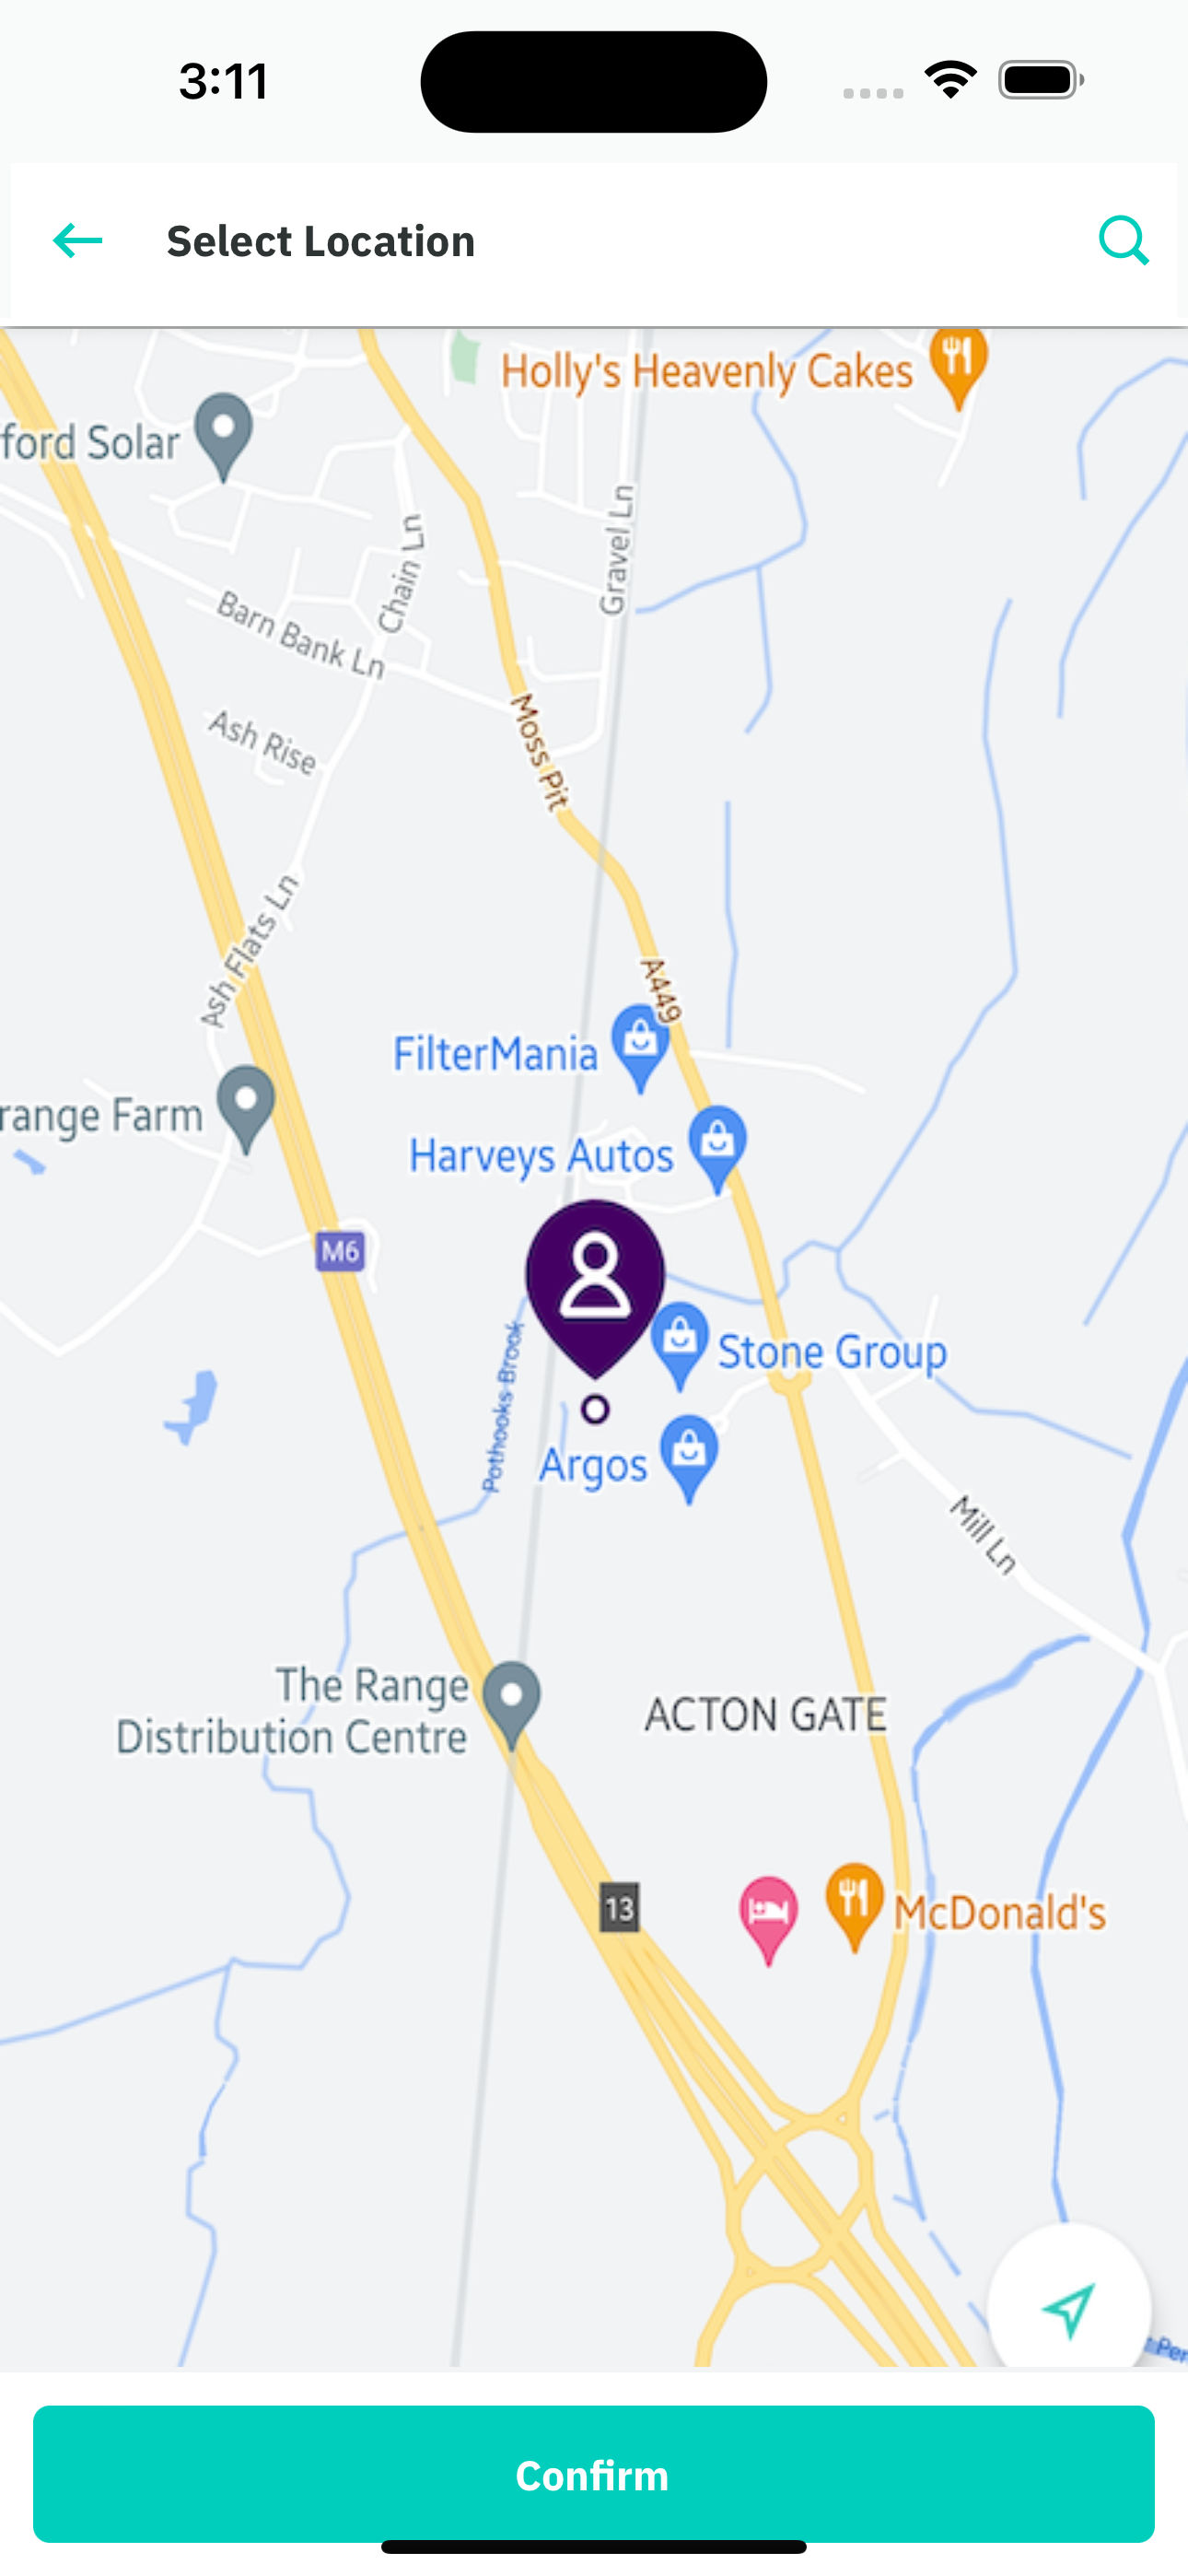 3:11
Select Location
Holly's Heavenly Cakes
ford Solar
Gravel Ln
Chain Ln
Barn Bank Ln
Moss Pit
Ash Rise
Ash Flats Ln
A449
FilterMania
range Farm
Harveys Autos
M6
Pothooks Brook
Stone Group
Argos
Mill Ln
The Range
Distribution Centre
ACTON GATE
13
McDonald's
Pen
Confirm